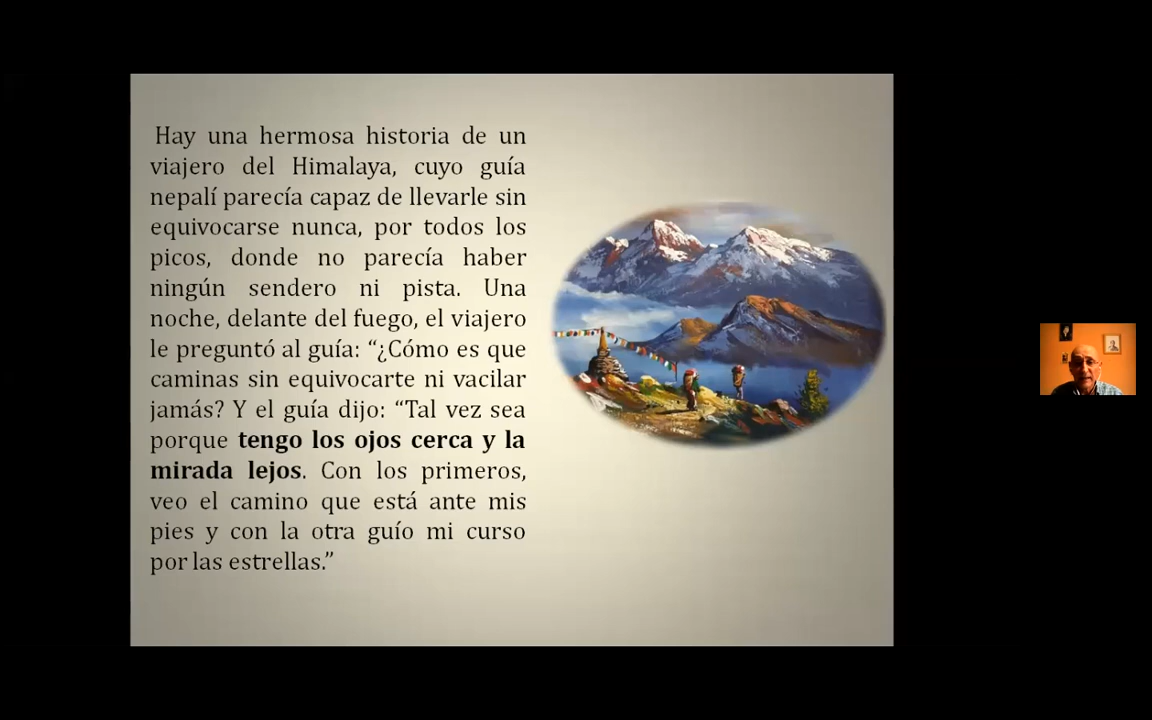 Hay una hermosa historia de un
viajero del Himalaya, cuyo guía
nepalí parecía capaz de llevarle sin
equivocarse nunca, por todos los
picos, donde no parecía haber
ningún sendero ni pista. Una
noche, delante del fuego, el viajero
le preguntó al guía: “¿Cómo es que
caminas sin equivocarte ni vacilar
jamás? Y el guía dijo: “Tal vez sea
porque tengo los ojos cerca y la
mirada lejos. Con los primeros,
veo el camino que está ante mis
pies y con la otra guío mi curso
por las estrellas.”